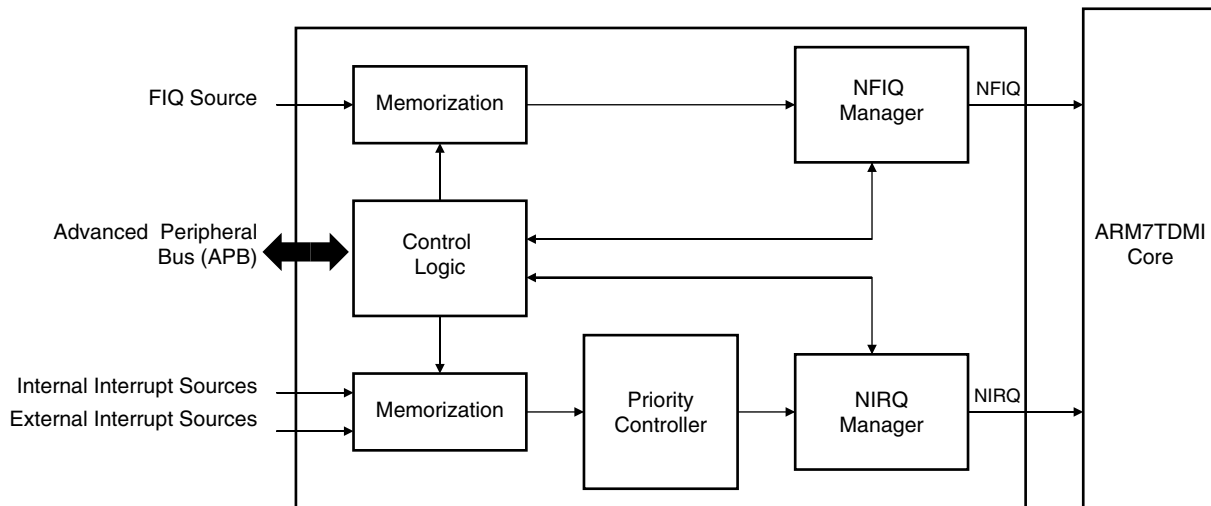 FIQ Source
Memorization
NFIQ
Manager
NFIQ
Advanced Peripheral
Bus (APB)
Control
Logic
ARM7TDMI
Core
Internal Interrupt Sources
External Interrupt Sources
Memorization
Priority
Controller
NIRQ
Manager
NIRQ